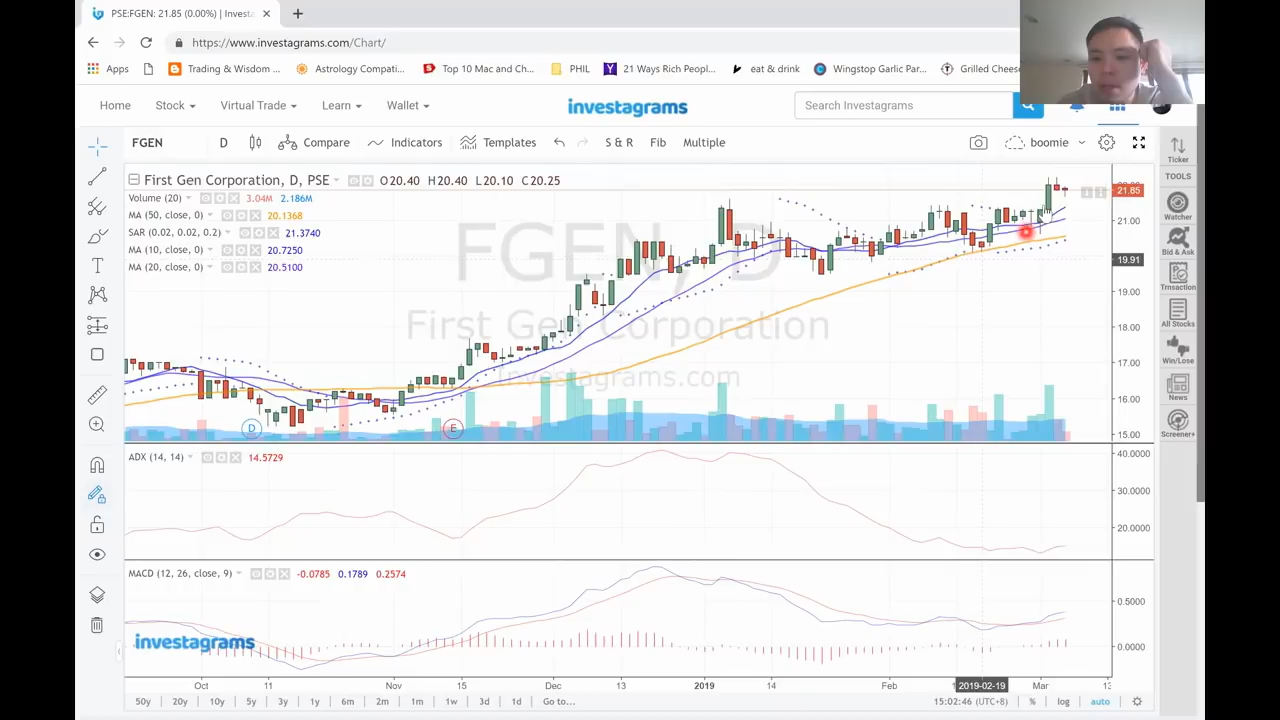 PSE:FGEN: 21.85 (0.00%) | Insta
https://www.investagrams.com/Chart/
Apps Trading & Wisdom ... Astrology Compati... Top 10 Mac and Ch... PHIL 21 Ways Rich Peopl... eat & drink Wingstop Garlic Par... Grilled Cheese
Home Stock Virtual Trade Learn Wallet investagrams Search Investagrams
FGEN D Compare Indicators Templates S & R Fib Multiple boomie
First Gen Corporation, D, PSE O20.40 H20.40 L20.10 C20.25
Volume (20) 3.04M 2.186M
MA (50, close, 0) 20.1368
SAR (0.02, 0.02, 0.2) 21.3740
MA (10, close, 0) 20.7250
MA (20, close, 0) 20.5100
FGEN, D
First Gen Corporation
Investagrams.com
21.85
21.00
19.91
19.00
18.00
17.00
16.00
15.00
D E
ADX (14, 14) 14.5729
40.0000
30.0000
20.0000
MACD (12, 26, close, 9) -0.0785 0.1789 0.2574
0.5000
0.0000
investagrams
Oct 11 Nov 15 Dec 13 2019 14 Feb 2019-02-19 Mar 13
50y 20y 10y 5y 3y 1y 6m 2m 1m 1w 3d 1d Go to... 15:02:46 (UTC+8) % log auto
Ticker
TOOLS
Watcher
Bid & Ask
Trnsaction
All Stocks
Win/Lose
News
Screener+